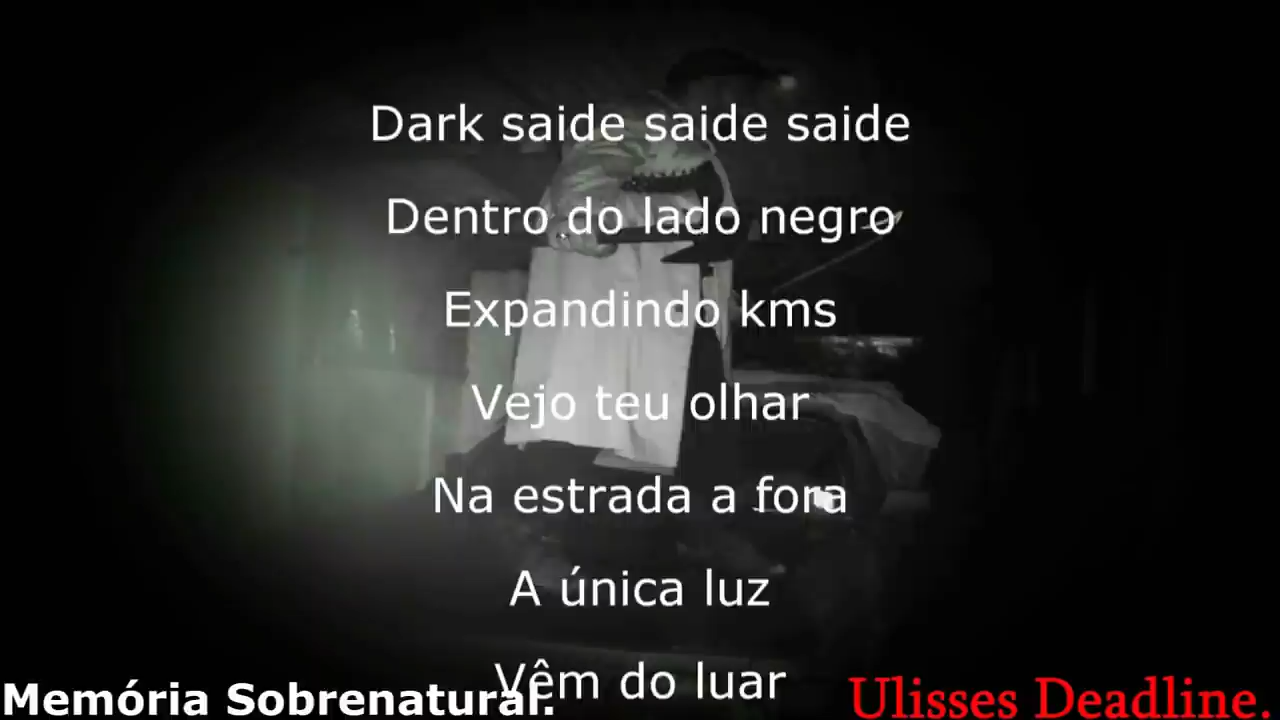 Dark saide saide saide
Dentro do lado negro
Expandindo kms
Vejo teu olhar
Na estrada a fora
A única luz
Vêm do luar
Memória Sobrenatural.
Ulisses Deadline.